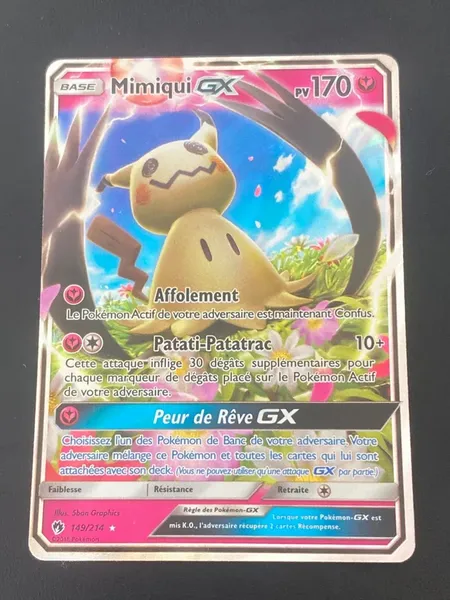 BASE Mimiqui GX PV170
Affolement
Le Pokémon Actif de votre adversaire est maintenant Confus.
Patati-Patatrac 10+
Cette attaque inflige 30 dégâts supplémentaires pour
chaque marqueur de dégâts placé sur le Pokémon Actif
de votre adversaire.
Peur de Rêve GX
Choisissez l'un des Pokémon de Banc de votre adversaire. Votre
adversaire mélange ce Pokémon et toutes les cartes qui lui sont
attachées avec son deck. (Vous ne pouvez utiliser qu'une attaque GX par partie.)
Faiblesse Résistance Retraite
Illus. 5ban Graphics
Règle des Pokémon-GX Lorsque votre Pokémon-GX est
mis K.O., l'adversaire récupère 2 cartes Récompense.
149/214
©2018 Pokémon